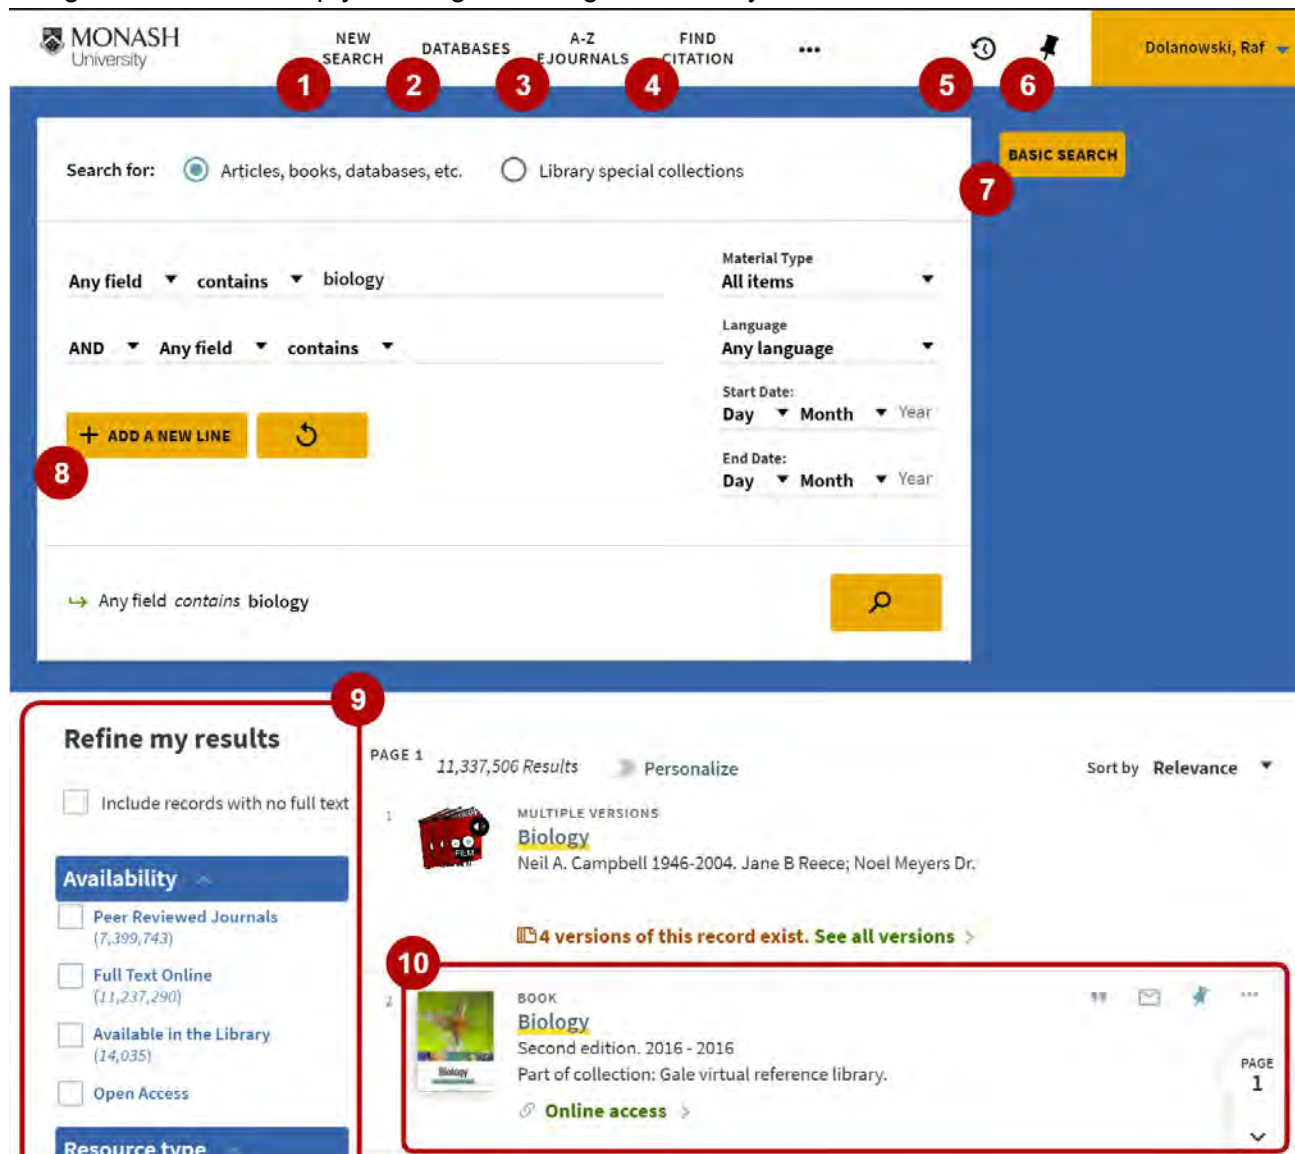 MONASH
University
NEW
SEARCH
DATABASES
A-Z
EJOURNALS
FIND
CITATION
•••
Dolanowski, Raf
1
2
3
4
5
6
Search for:
Articles, books, databases, etc.
Library special collections
BASIC SEARCH
7
Any field contains biology
AND Any field contains
Material Type
All items
Language
Any language
Start Date:
Day Month Year
End Date:
Day Month Year
+ ADD A NEW LINE
8
Any field contains biology
9
Refine my results
Include records with no full text
Availability
Peer Reviewed Journals
(7,399,743)
Full Text Online
(11,237,290)
Available in the Library
(14,035)
Open Access
Resource type
PAGE 1
11,337,506 Results
Personalize
Sort by Relevance
1
FILM
MULTIPLE VERSIONS
Biology
Neil A. Campbell 1946-2004. Jane B Reece; Noel Meyers Dr.
4 versions of this record exist. See all versions >
10
2
Biology
BOOK
Biology
Second edition. 2016 - 2016
Part of collection: Gale virtual reference library.
Online access >
PAGE
1